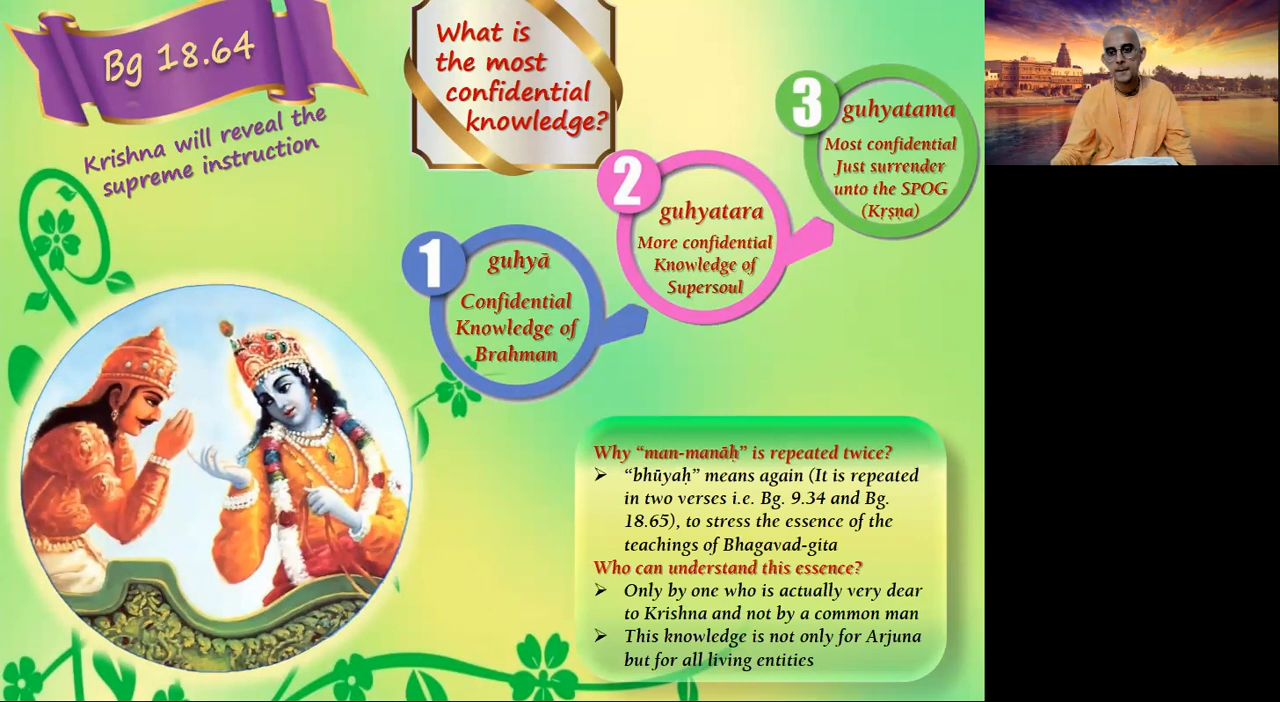 Bg 18.64
Krishna will reveal the
supreme instruction
What is
the most
confidential
knowledge?
1
guhyā
Confidential
Knowledge of
Brahman
2
guhyatara
More confidential
Knowledge of
Supersoul
3
guhyatama
Most confidential
Just surrender
unto the SPOG
(Kṛṣṇa)
Why “man-manāḥ” is repeated twice?
➢ “bhūyaḥ” means again (It is repeated
in two verses i.e. Bg. 9.34 and Bg.
18.65), to stress the essence of the
teachings of Bhagavad-gita
Who can understand this essence?
➢ Only by one who is actually very dear
to Krishna and not by a common man
➢ This knowledge is not only for Arjuna
but for all living entities